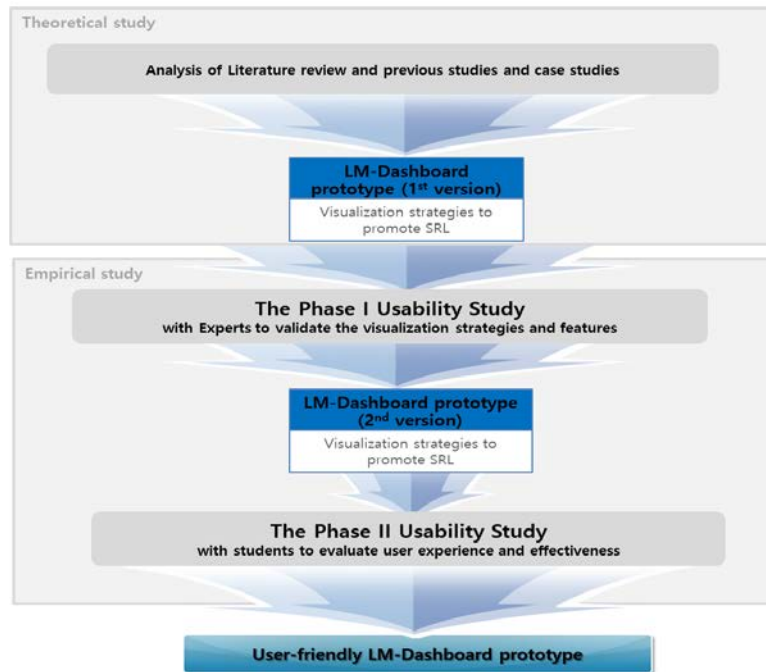 Theoretical study
Analysis of Literature review and previous studies and case studies
LM-Dashboard
prototype (1st version)
Visualization strategies to
promote SRL
Empirical study
The Phase I Usability Study
with Experts to validate the visualization strategies and features
LM-Dashboard prototype
(2nd version)
Visualization strategies to
promote SRL
The Phase II Usability Study
with students to evaluate user experience and effectiveness
User-friendly LM-Dashboard prototype